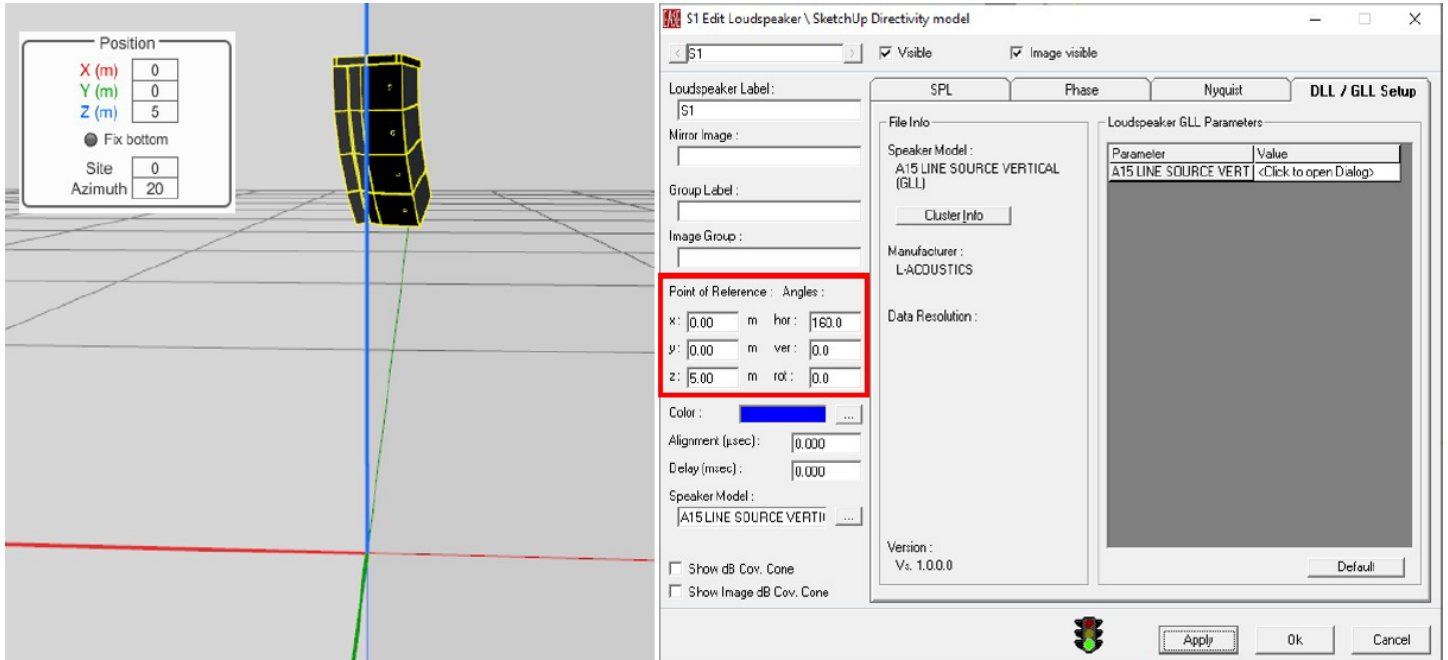 Position
X (m) 0
Y (m) 0
Z (m) 5
Fix bottom
Site 0
Azimuth 20
EASE S1 Edit Loudspeaker \ SketchUp Directivity model
< S1 >
Visible
Image visible
Loudspeaker Label :
S1
Mirror Image :
Group Label :
Image Group :
Point of Reference : Angles :
x : 0.00 m hor : 160.0
y : 0.00 m ver : 0.0
z : 5.00 m rot : 0.0
Color : ...
Alignment (µsec) : 0.000
Delay (msec) : 0.000
Speaker Model :
A15 LINE SOURCE VERTI ...
Show dB Cov. Cone
Show Image dB Cov. Cone
SPL Phase Nyquist DLL / GLL Setup
File Info
Speaker Model :
A15 LINE SOURCE VERTICAL
(GLL)
Cluster Info
Manufacturer :
L-ACOUSTICS
Data Resolution :
Version :
Vs. 1.0.0.0
Loudspeaker GLL Parameters
Parameter Value
A15 LINE SOURCE VERT <Click to open Dialog>
Default
Apply Ok Cancel